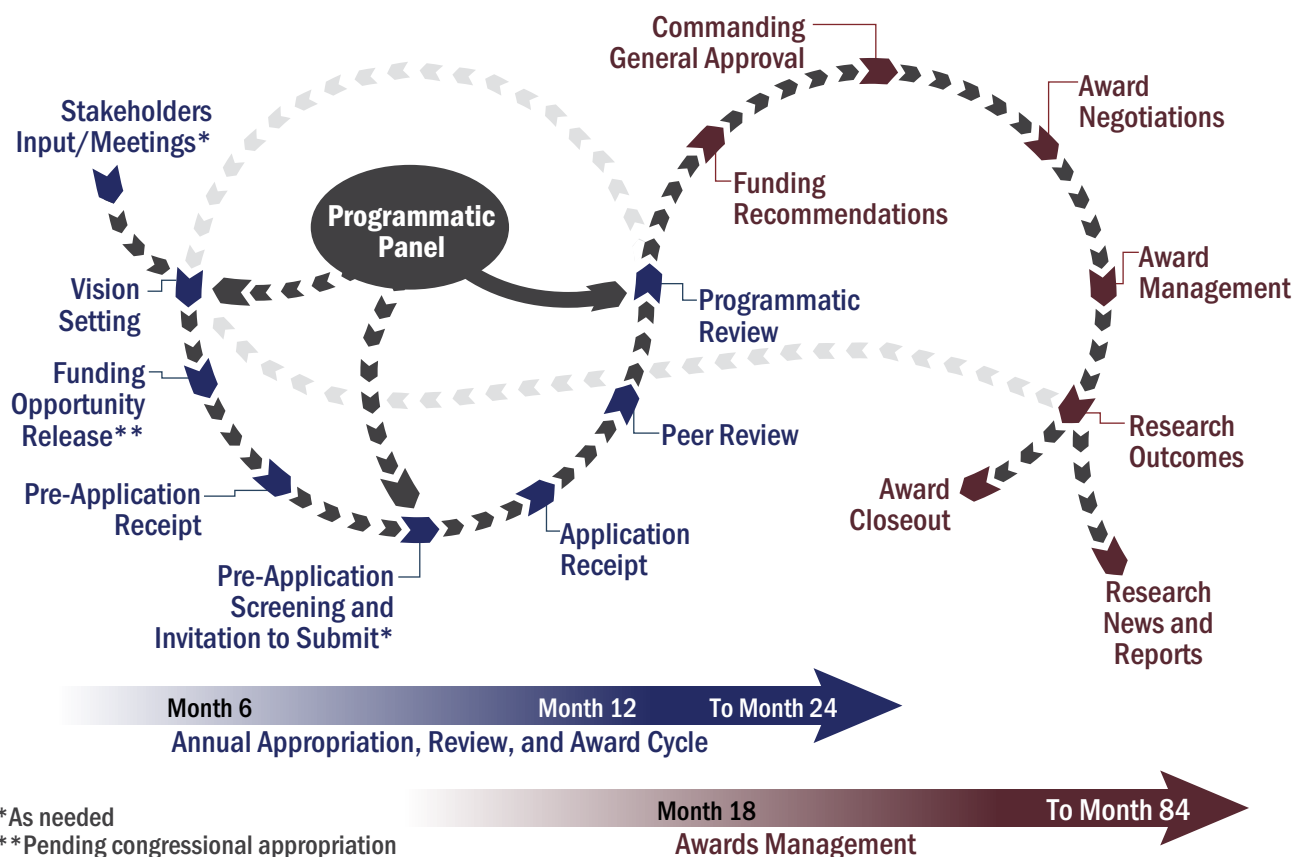 Commanding
General Approval
Stakeholders
Input/Meetings*
Award
Negotiations
Programmatic
Panel
Funding
Recommendations
Vision
Setting
Programmatic
Review
Award
Management
Funding
Opportunity
Release**
Peer Review
Research
Outcomes
Pre-Application
Receipt
Award
Closeout
Application
Receipt
Pre-Application
Screening and
Invitation to Submit*
Research
News and
Reports
Month 6
Month 12
To Month 24
Annual Appropriation, Review, and Award Cycle
Month 18
To Month 84
Awards Management
*As needed
**Pending congressional appropriation